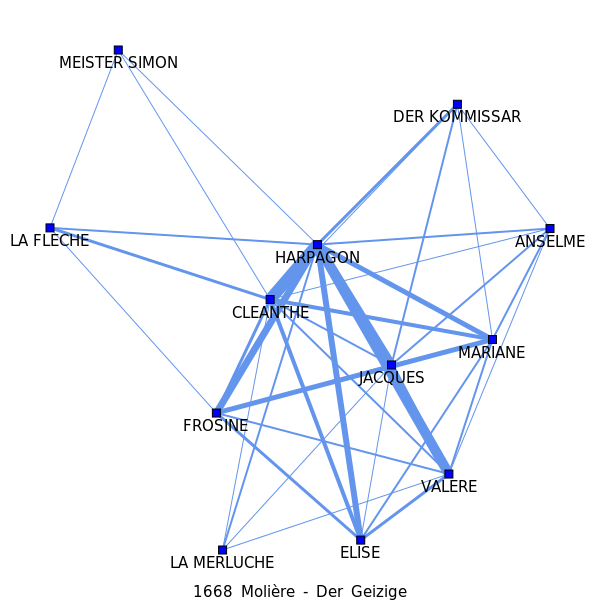 MEISTER SIMON
DER KOMMISSAR
LA FLECHE
ANSELME
HARPAGON
CLEANTHE
MARIANE
JACQUES
FROSINE
VALERE
ELISE
LA MERLUCHE
1668 Molière - Der Geizige